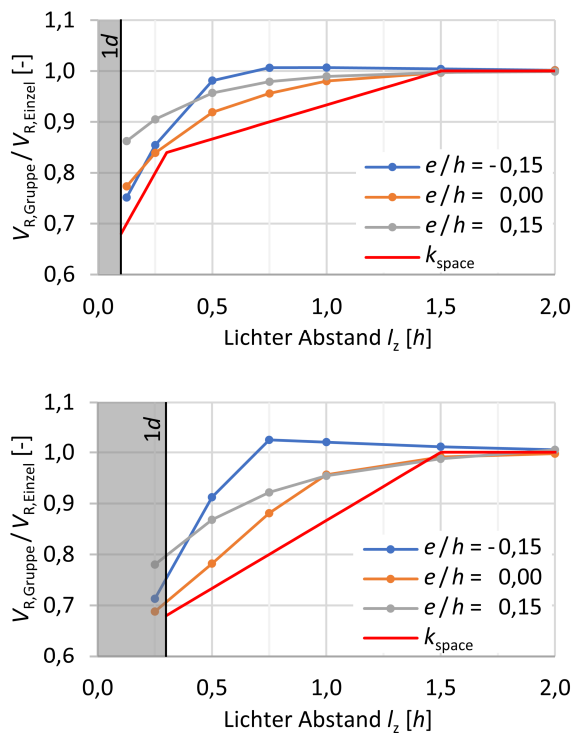 1,1
1,0
0,9
0,8
0,7
0,6
V_R,Gruppe / V_R,Einzel [-]
1d
e/h = -0,15
e/h = 0,00
e/h = 0,15
k_space
0,0 0,5 1,0 1,5 2,0
Lichter Abstand l_z [h]
1,1
1,0
0,9
0,8
0,7
0,6
V_R,Gruppe / V_R,Einzel [-]
1d
e/h = -0,15
e/h = 0,00
e/h = 0,15
k_space
0,0 0,5 1,0 1,5 2,0
Lichter Abstand l_z [h]